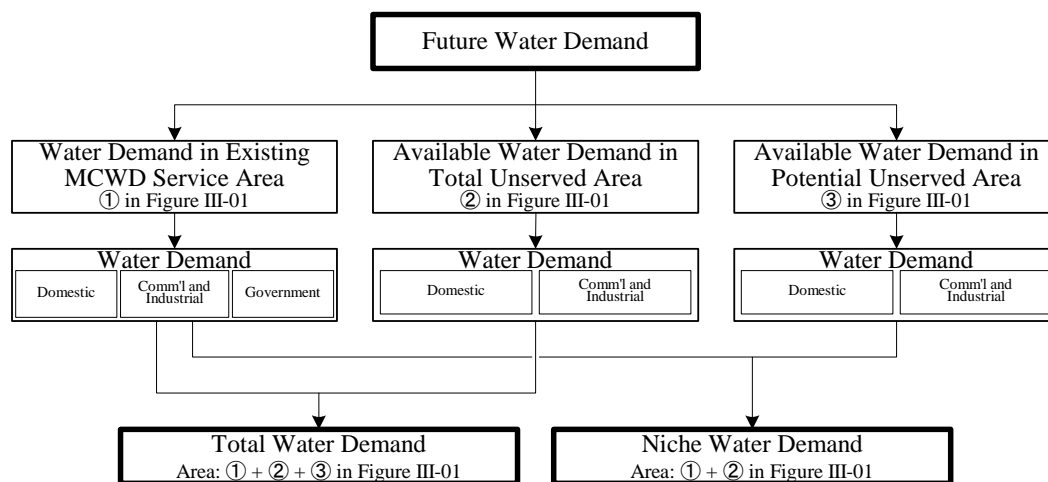 Future Water Demand
Water Demand in Existing
MCWD Service Area
① in Figure III-01
Available Water Demand in
Total Unserved Area
② in Figure III-01
Available Water Demand in
Potential Unserved Area
③ in Figure III-01
Water Demand
Domestic
Comm'l and
Industrial
Government
Water Demand
Domestic
Comm'l and
Industrial
Water Demand
Domestic
Comm'l and
Industrial
Total Water Demand
Area: ① + ② + ③ in Figure III-01
Niche Water Demand
Area: ① + ② in Figure III-01